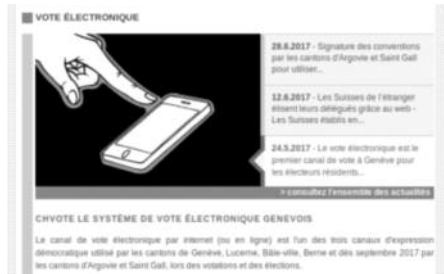 VOTE ÉLECTRONIQUE
28.6.2017 - Signature des conventions
par les cantons d'Argovie et Saint Gall
pour utiliser...
12.6.2017 - Les Suisses de l'étranger
élisent leurs délégués grâce au web -
Les Suisses établis en...
24.5.2017 - Le vote électronique est le
premier canal de vote à Genève pour
les électeurs résidents...
> consultez l'ensemble des actualités
CHVOTE LE SYSTÈME DE VOTE ÉLECTRONIQUE GENEVOIS
Le canal de vote électronique par internet (ou en ligne) est l'un des trois canaux d'expression
démocratique utilisé par les cantons de Genève, Lucerne, Bâle-ville, Berne et dès septembre 2017 par
les cantons d'Argovie et Saint Gall, lors des votations et des élections.